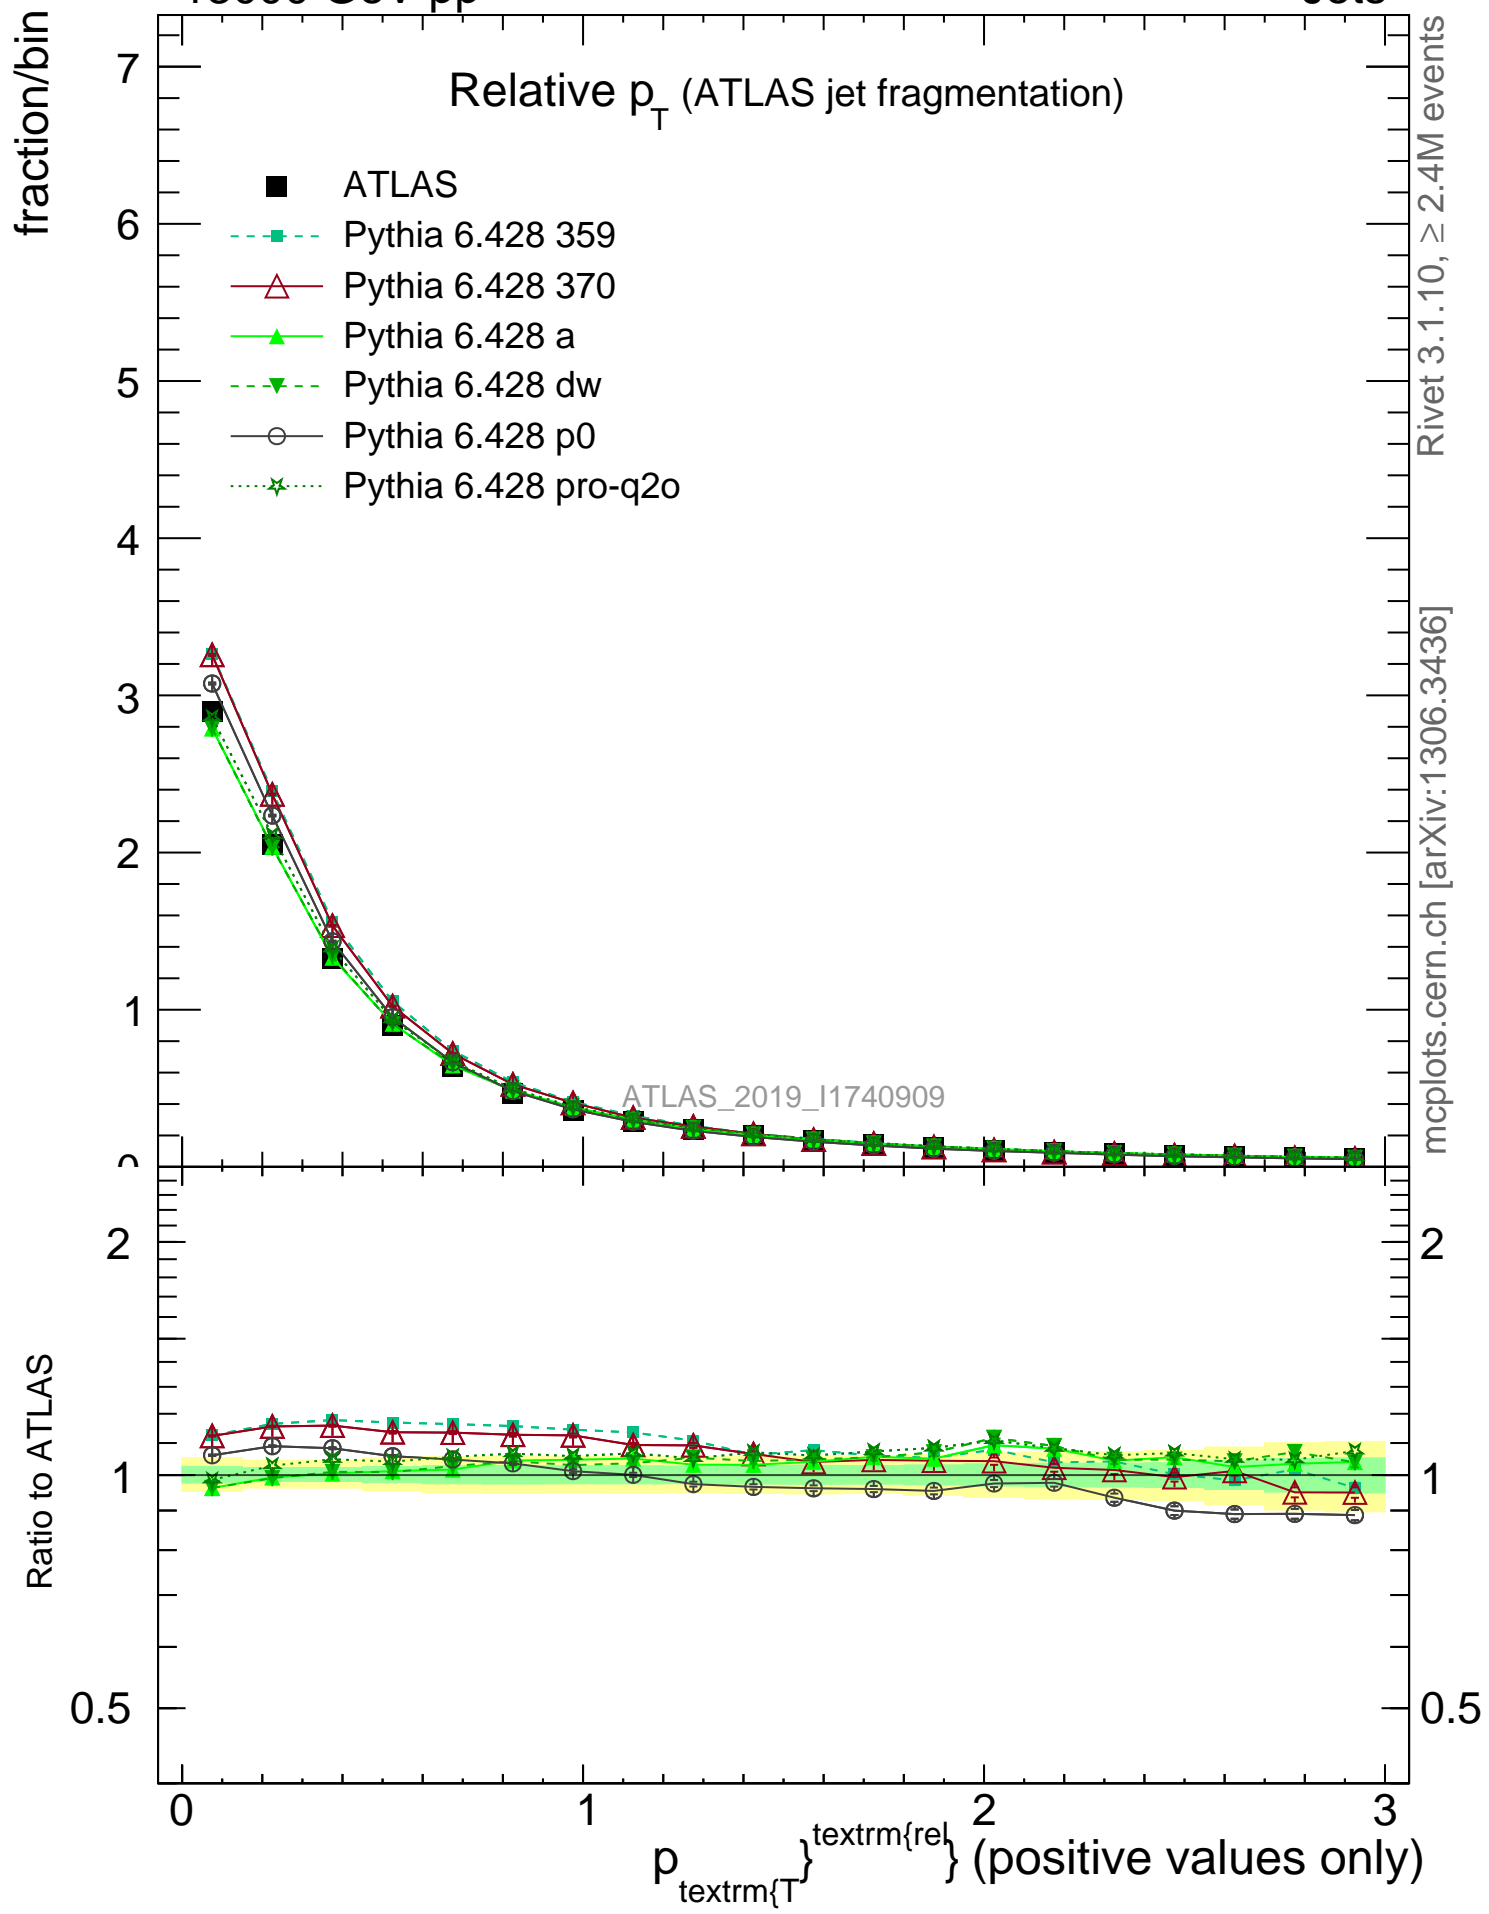 fraction/bin
Relative p_T (ATLAS jet fragmentation)
ATLAS
Pythia 6.428 359
Pythia 6.428 370
Pythia 6.428 a
Pythia 6.428 dw
Pythia 6.428 p0
Pythia 6.428 pro-q2o
7
6
5
4
3
2
1
0
ATLAS_2019_I1740909
Rivet 3.1.10, ≥ 2.4M events
mcplots.cern.ch [arXiv:1306.3436]
Ratio to ATLAS
2
1
0.5
2
1
0.5
0 1 2 3
p_textrm{T}^textrm{rel} (positive values only)